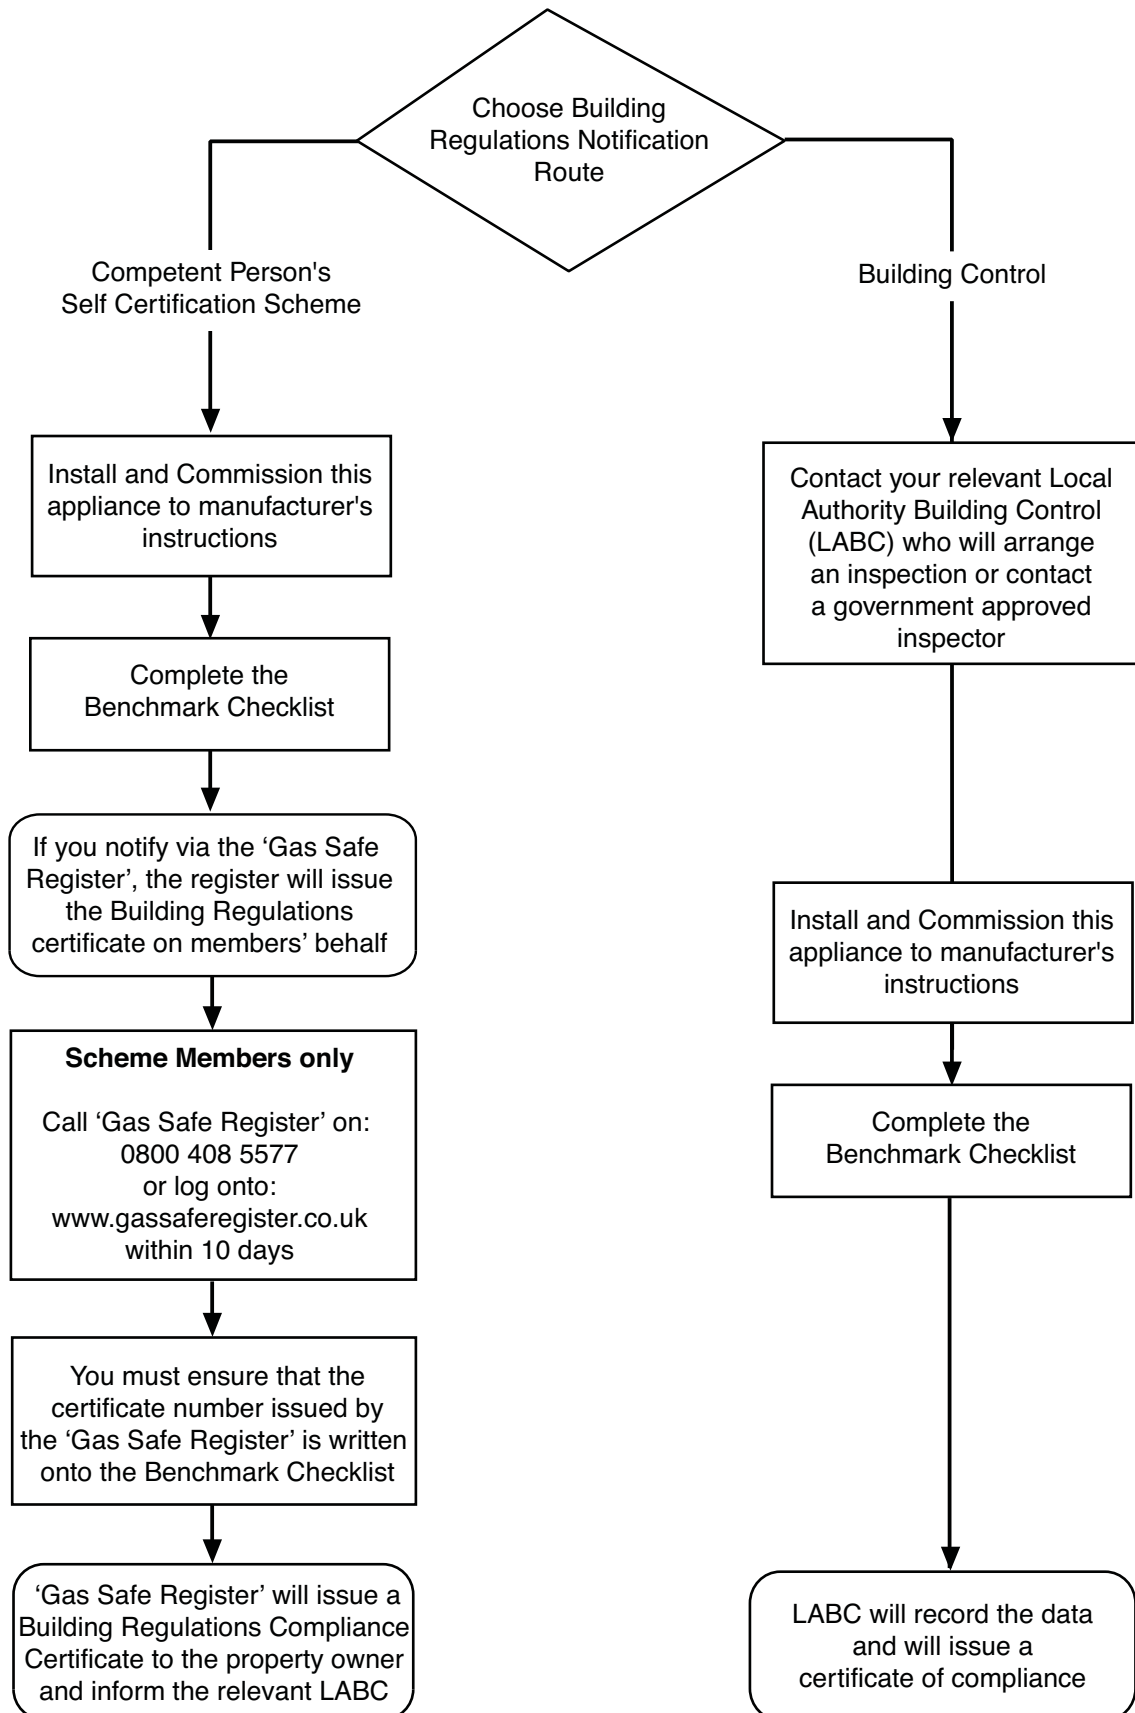 Choose Building
Regulations Notification
Route
Competent Person's
Self Certification Scheme
Building Control
Install and Commission this
appliance to manufacturer's
instructions
Contact your relevant Local
Authority Building Control
(LABC) who will arrange
an inspection or contact
a government approved
inspector
Complete the
Benchmark Checklist
If you notify via the ‘Gas Safe
Register’, the register will issue
the Building Regulations
certificate on members’ behalf
Install and Commission this
appliance to manufacturer's
instructions
Scheme Members only
Call ‘Gas Safe Register’ on:
0800 408 5577
or log onto:
www.gassaferegister.co.uk
within 10 days
Complete the
Benchmark Checklist
You must ensure that the
certificate number issued by
the ‘Gas Safe Register’ is written
onto the Benchmark Checklist
‘Gas Safe Register’ will issue a
Building Regulations Compliance
Certificate to the property owner
and inform the relevant LABC
LABC will record the data
and will issue a
certificate of compliance